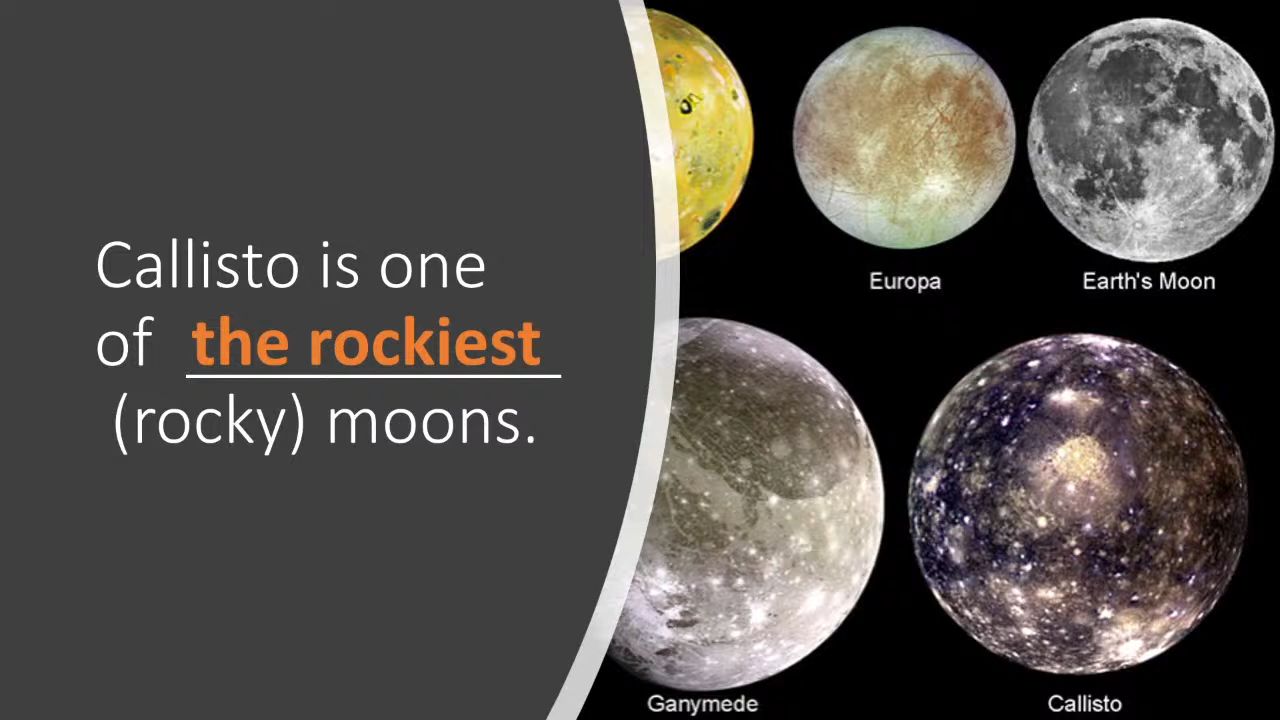 Callisto is one
of the rockiest
(rocky) moons.
Europa
Earth's Moon
Ganymede
Callisto